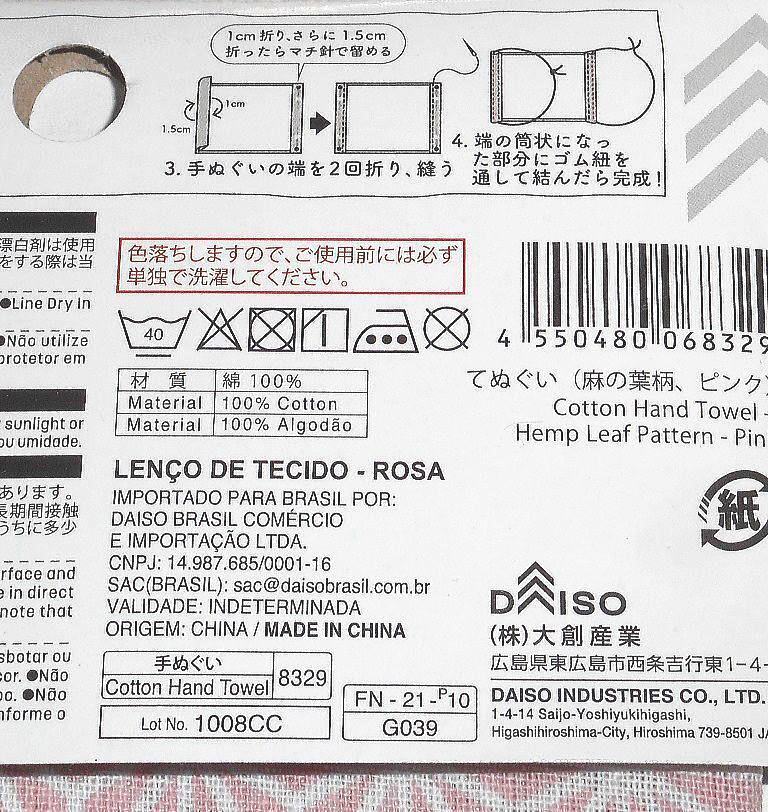 1cm折り、さらに 1.5cm
折ったらマチ針で留める
1cm
1.5cm
3. 手ぬぐいの端を2回折り、縫う
4. 端の筒状になっ
た部分にゴム紐を
通して結んだら完成！
漂白剤は使用
をする際は当
●Line Dry in
●Não utilize
protetor em
sunlight or
ou umidade.
あります。
長期間接触
うちに多少
rface and
e in direct
note that
sbotar ou
cor. ●Não
oo. ●Não
nforme o
色落ちしますので、ご使用前には必ず
単独で洗濯してください。
40
材 質 綿 100%
Material 100% Cotton
Material 100% Algodão
LENÇO DE TECIDO - ROSA
IMPORTADO PARA BRASIL POR:
DAISO BRASIL COMÉRCIO
E IMPORTAÇÃO LTDA.
CNPJ: 14.987.685/0001-16
SAC(BRASIL): sac@daisobrasil.com.br
VALIDADE: INDETERMINADA
ORIGEM: CHINA / MADE IN CHINA
手ぬぐい
Cotton Hand Towel 8329
Lot No. 1008CC
FN - 21 -P10
G039
4 550480 068329
てぬぐい（麻の葉柄、ピンク）
Cotton Hand Towel -
Hemp Leaf Pattern - Pin
紙
DAISO
(株)大創産業
広島県東広島市西条吉行東1-4-
DAISO INDUSTRIES CO., LTD.
1-4-14 Saijo-Yoshiyukihigashi,
Higashihiroshima-City, Hiroshima 739-8501 JA